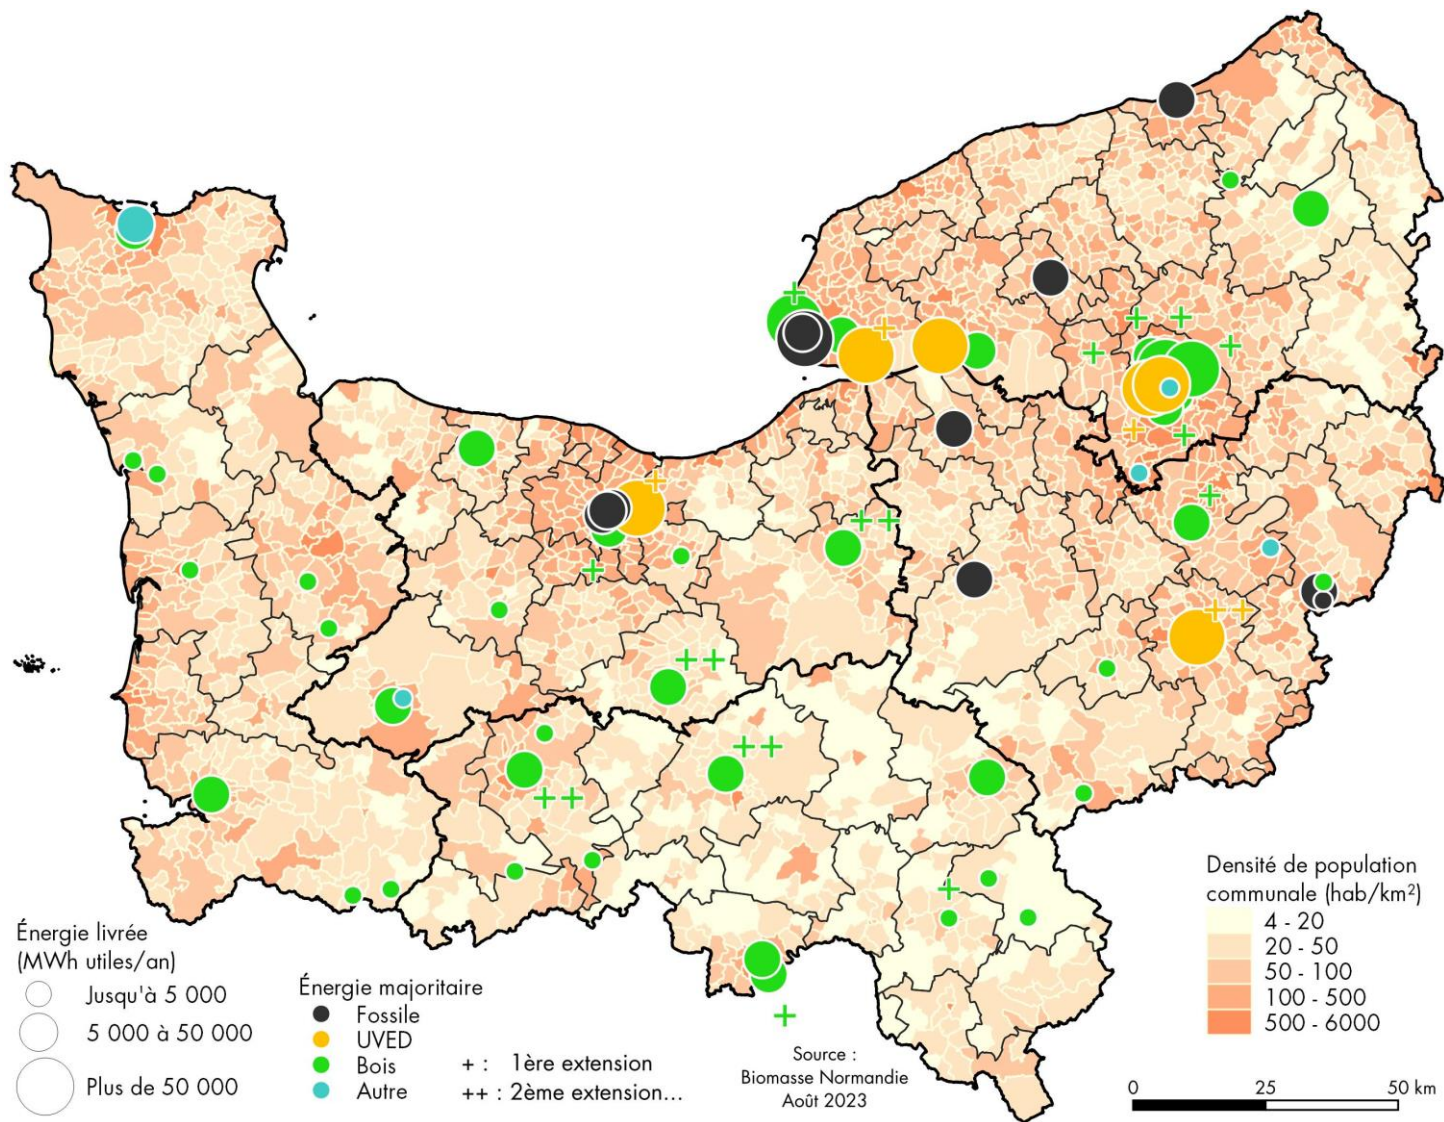 Densité de population
communale (hab/km²)
4 - 20
20 - 50
50 - 100
100 - 500
500 - 6000
Énergie livrée
(MWh utiles/an)
Jusqu'à 5 000
5 000 à 50 000
Plus de 50 000
Énergie majoritaire
Fossile
UVED
Bois
Autre
+ : 1ère extension
++ : 2ème extension...
Source :
Biomasse Normandie
Août 2023
0 25 50 km